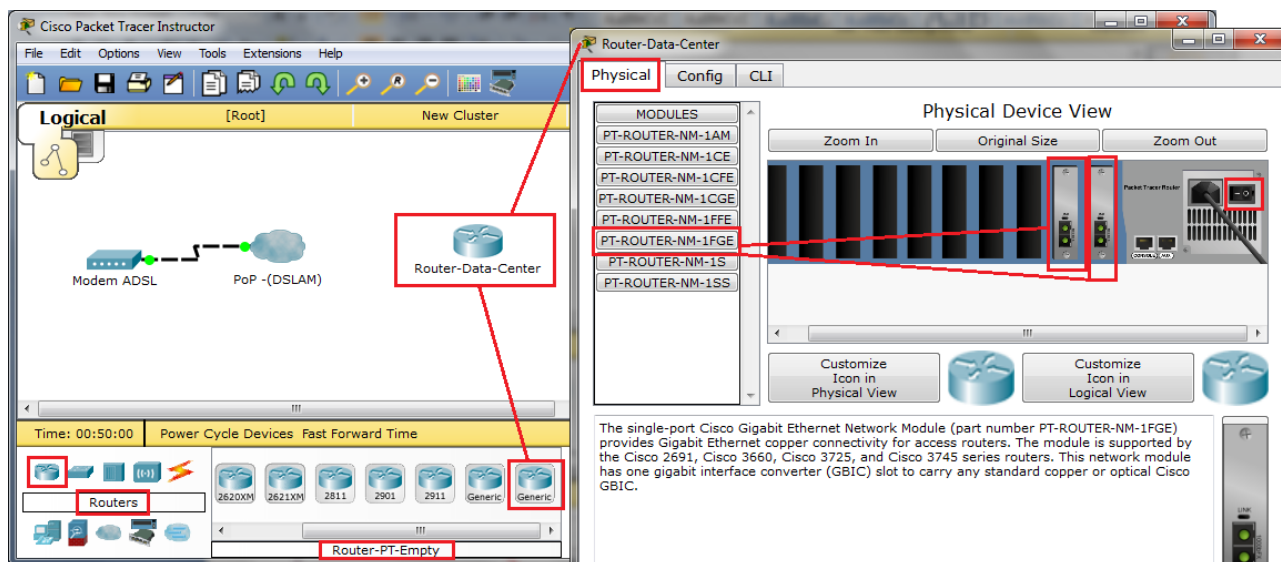 Cisco Packet Tracer Instructor
File Edit Options View Tools Extensions Help
Logical [Root] New Cluster
Modem ADSL
PoP -(DSLAM)
Router-Data-Center
Time: 00:50:00 Power Cycle Devices Fast Forward Time
Routers
2620XM 2621XM 2811 2901 2911 Generic Generic
Router-PT-Empty
Router-Data-Center
Physical Config CLI
MODULES
PT-ROUTER-NM-1AM
PT-ROUTER-NM-1CE
PT-ROUTER-NM-1CFE
PT-ROUTER-NM-1CGE
PT-ROUTER-NM-1FFE
PT-ROUTER-NM-1FGE
PT-ROUTER-NM-1S
PT-ROUTER-NM-1SS
Physical Device View
Zoom In Original Size Zoom Out
Packet Tracer Router
CONSOLE AUX
Customize
Icon in
Physical View
Customize
Icon in
Logical View
The single-port Cisco Gigabit Ethernet Network Module (part number PT-ROUTER-NM-1FGE)
provides Gigabit Ethernet copper connectivity for access routers. The module is supported by
the Cisco 2691, Cisco 3660, Cisco 3725, and Cisco 3745 series routers. This network module
has one gigabit interface converter (GBIC) slot to carry any standard copper or optical Cisco
GBIC.
LINK